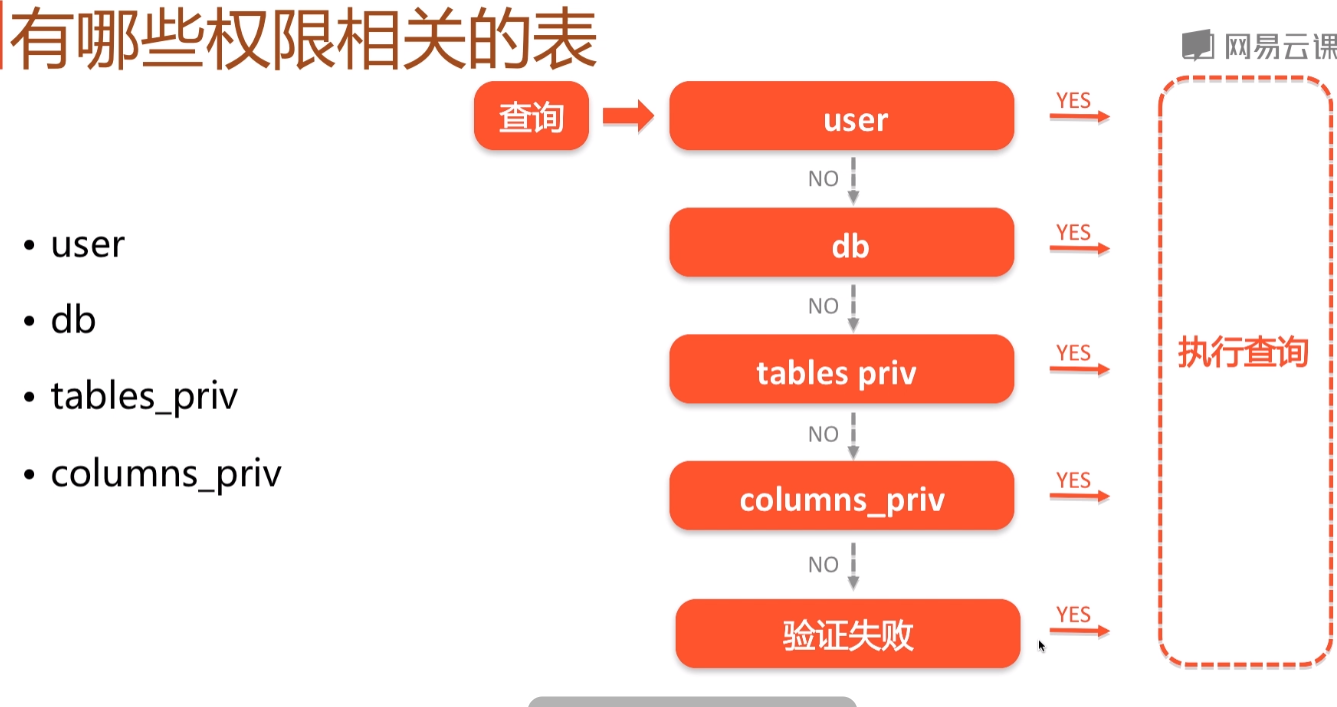 有哪些权限相关的表
网易云课
查询
user
YES
NO
db
YES
NO
tables priv
YES
NO
columns_priv
YES
NO
验证失败
YES
执行查询
• user
• db
• tables_priv
• columns_priv